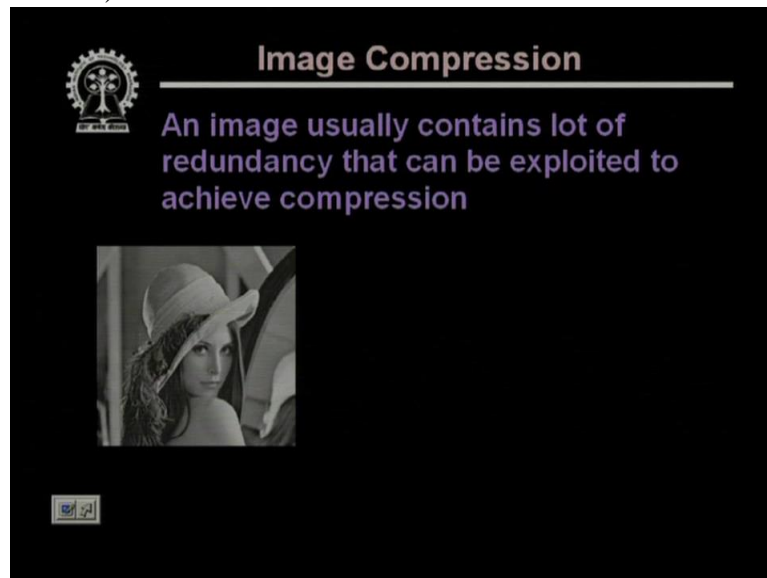 Image Compression
An image usually contains lot of
redundancy that can be exploited to
achieve compression